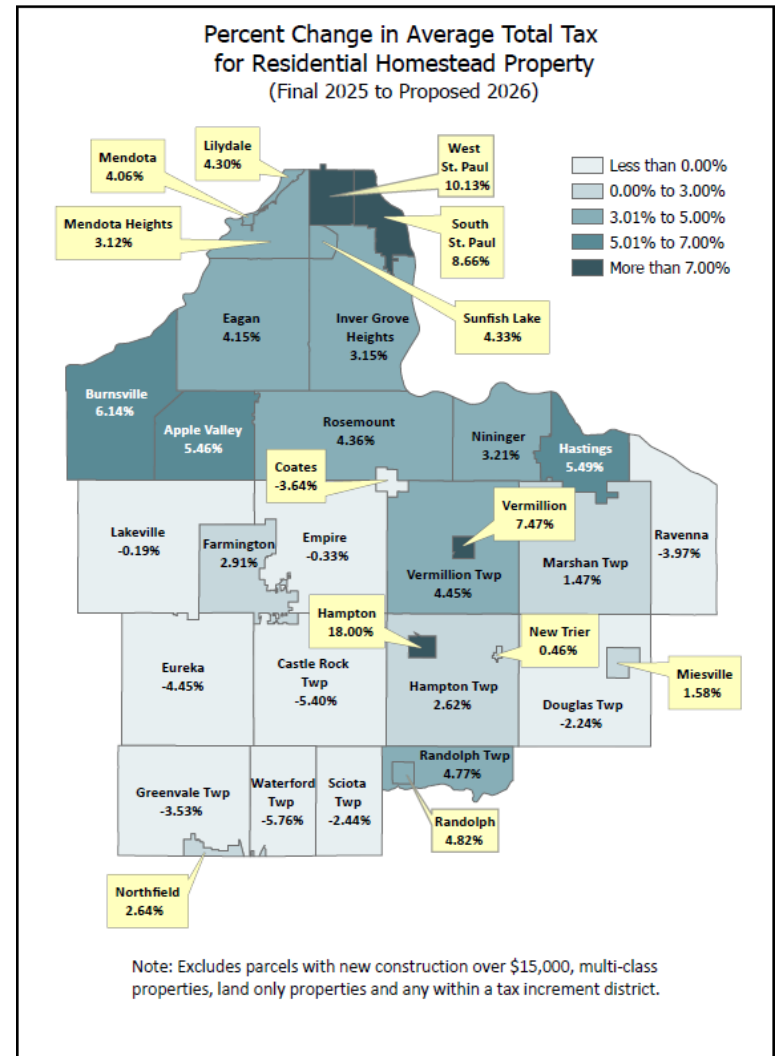 Percent Change in Average Total Tax
for Residential Homestead Property
(Final 2025 to Proposed 2026)
Lilydale
4.30%
Mendota
4.06%
West
St. Paul
10.13%
Less than 0.00%
0.00% to 3.00%
3.01% to 5.00%
5.01% to 7.00%
More than 7.00%
Mendota Heights
3.12%
South
St. Paul
8.66%
Sunfish Lake
4.33%
Eagan
4.15%
Inver Grove
Heights
3.15%
Burnsville
6.14%
Apple Valley
5.46%
Rosemount
4.36%
Nininger
3.21%
Hastings
5.49%
Coates
-3.64%
Vermillion
7.47%
Lakeville
-0.19%
Farmington
2.91%
Empire
-0.33%
Vermillion Twp
4.45%
Marshan Twp
1.47%
Ravenna
-3.97%
Hampton
18.00%
New Trier
0.46%
Eureka
-4.45%
Castle Rock
Twp
-5.40%
Hampton Twp
2.62%
Douglas Twp
-2.24%
Miesville
1.58%
Greenvale Twp
-3.53%
Waterford
Twp
-5.76%
Sciota
Twp
-2.44%
Randolph Twp
4.77%
Randolph
4.82%
Northfield
2.64%
Note: Excludes parcels with new construction over $15,000, multi-class
properties, land only properties and any within a tax increment district.